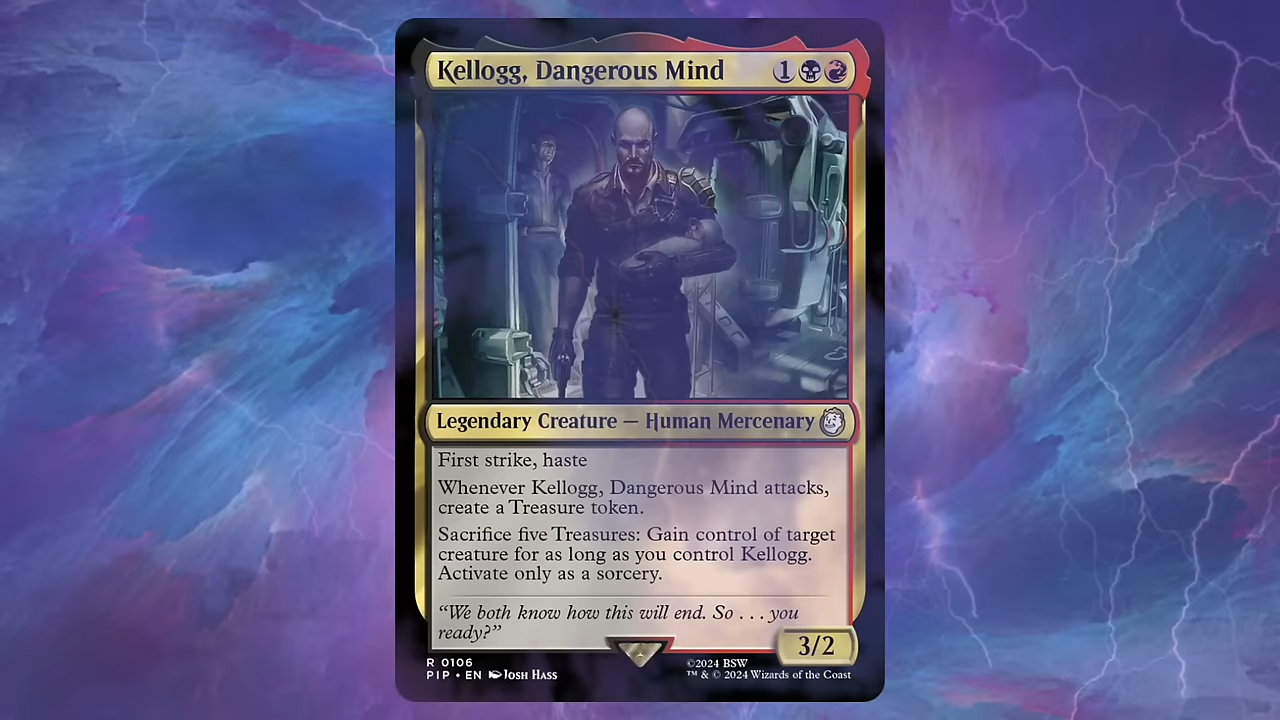 Kellogg, Dangerous Mind 1
Legendary Creature — Human Mercenary
First strike, haste
Whenever Kellogg, Dangerous Mind attacks,
create a Treasure token.
Sacrifice five Treasures: Gain control of target
creature for as long as you control Kellogg.
Activate only as a sorcery.
“We both know how this will end. So . . . you
ready?”
3/2
R 0106
PIP • EN Josh Hass
©2024 BSW
™ & © 2024 Wizards of the Coast